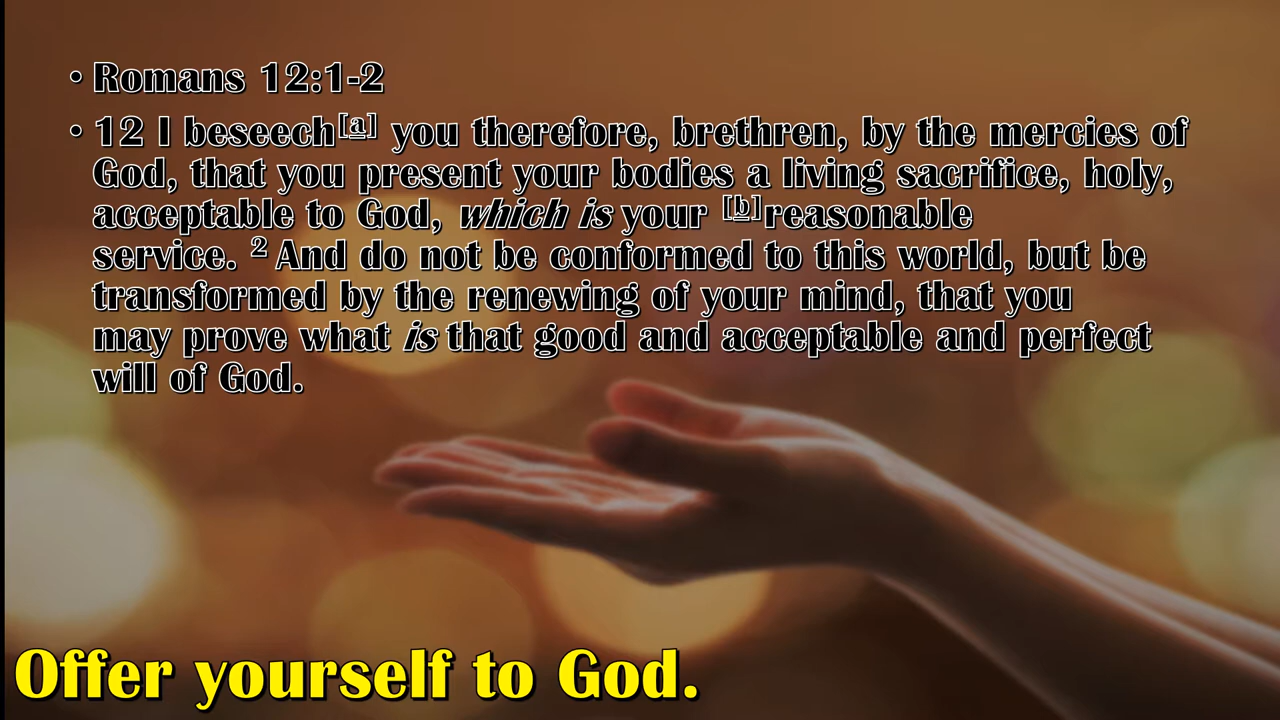 • Romans 12:1-2
• 12 I beseech[a] you therefore, brethren, by the mercies of
God, that you present your bodies a living sacrifice, holy,
acceptable to God, which is your [b]reasonable
service. 2 And do not be conformed to this world, but be
transformed by the renewing of your mind, that you
may prove what is that good and acceptable and perfect
will of God.
Offer yourself to God.